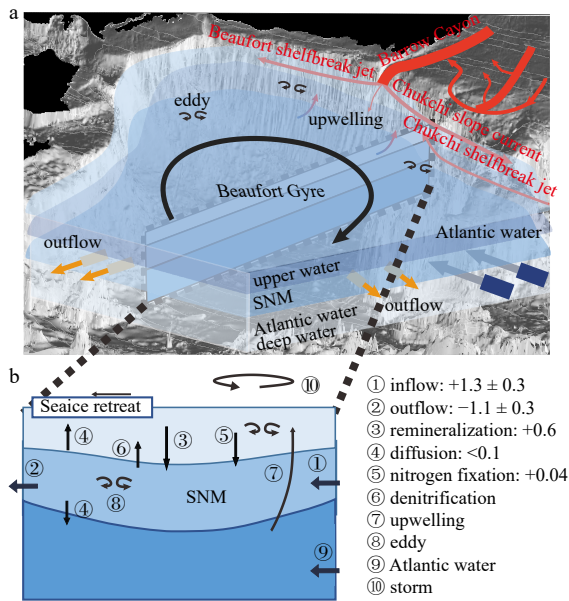 a
Beaufort shelfbreak jet
Barrow Cayon
eddy
upwelling
Chukchi slope current
Chukchi shelfbreak jet
Beaufort Gyre
outflow
Atlantic water
upper water
SNM
outflow
Atlantic water
deep water
b
⑩
Seaice retreat
④
⑥
③
⑤
②
⑧
SNM
⑦
①
④
⑨
① inflow: +1.3 ± 0.3
② outflow: −1.1 ± 0.3
③ remineralization: +0.6
④ diffusion: <0.1
⑤ nitrogen fixation: +0.04
⑥ denitrification
⑦ upwelling
⑧ eddy
⑨ Atlantic water
⑩ storm